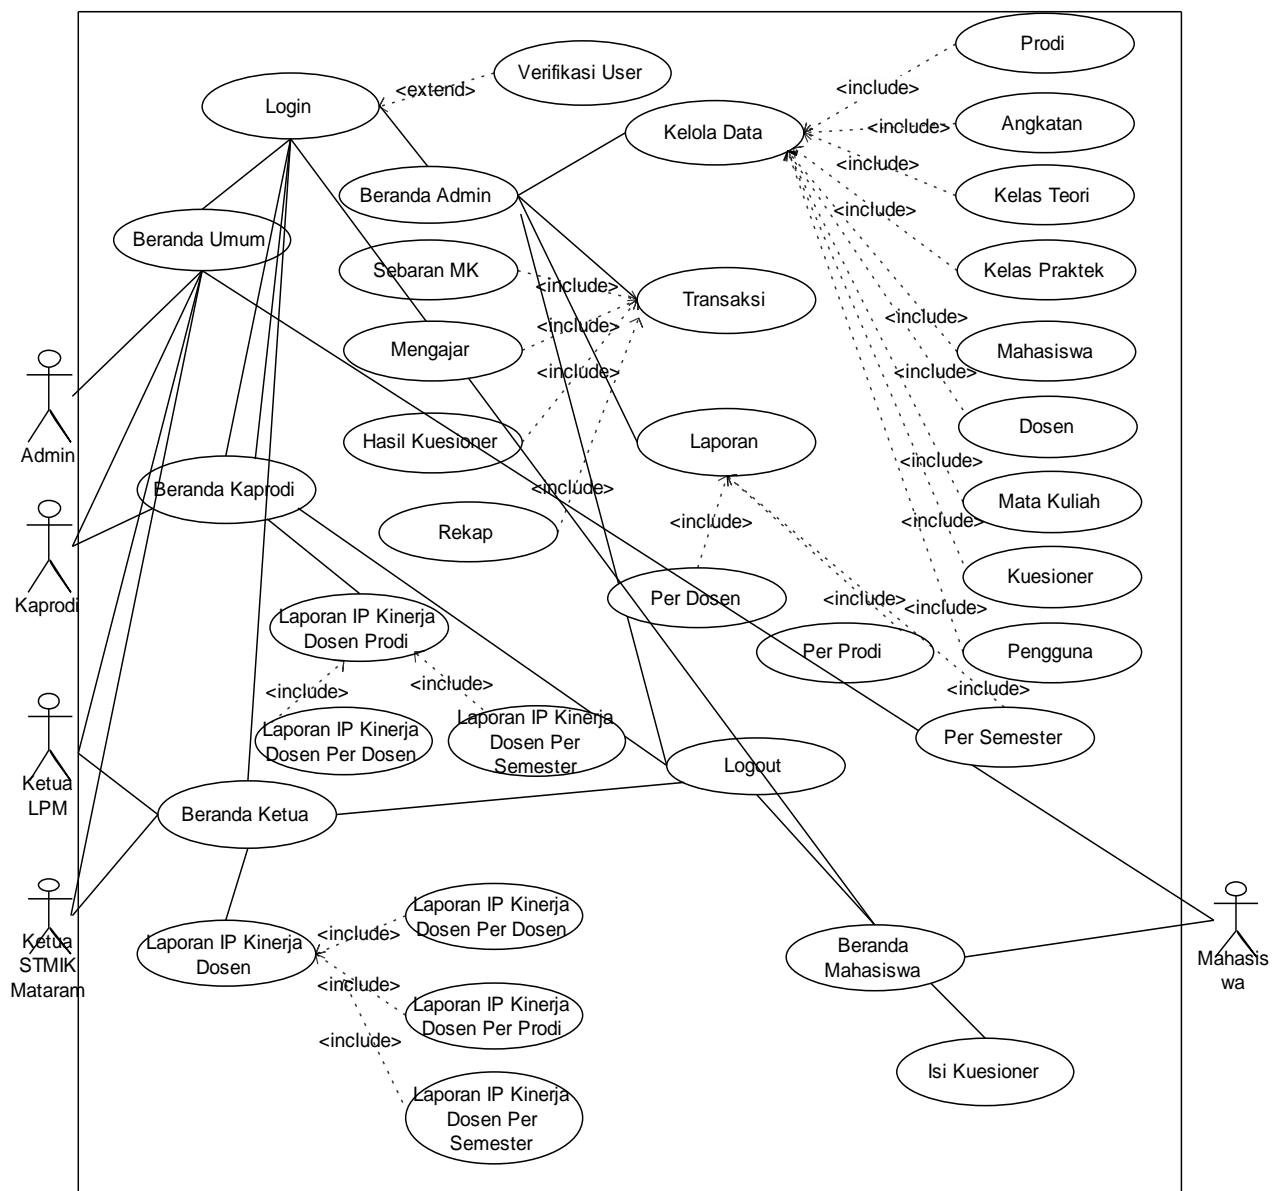 Prodi
Verifikasi User
<include>
<extend>
Login
Kelola Data
<include>
Angkatan
Beranda Admin
<include>
Kelas Teori
<include>
Beranda Umum
Sebaran MK
<include>
Transaksi
Kelas Praktek
<include>
<include>
Mengajar
<include>
<include>
Mahasiswa
Hasil Kuesioner
Laporan
Dosen
Admin
<include>
Beranda Kaprodi
<include>
Mata Kuliah
<include>
<include>
Rekap
Kaprodi
Kuesioner
Per Dosen
<include>
<include>
Laporan IP Kinerja
Dosen Prodi
Per Prodi
Pengguna
<include>
<include>
<include>
Laporan IP Kinerja
Dosen Per Dosen
Laporan IP Kinerja
Dosen Per
Semester
Per Semester
Logout
Ketua
LPM
Beranda Ketua
Laporan IP Kinerja
Dosen Per Dosen
<include>
Ketua
STMIK
Mataram
Laporan IP Kinerja
Dosen
Beranda
Mahasiswa
Mahasis
wa
<include>
Laporan IP Kinerja
Dosen Per Prodi
<include>
Isi Kuesioner
Laporan IP Kinerja
Dosen Per
Semester